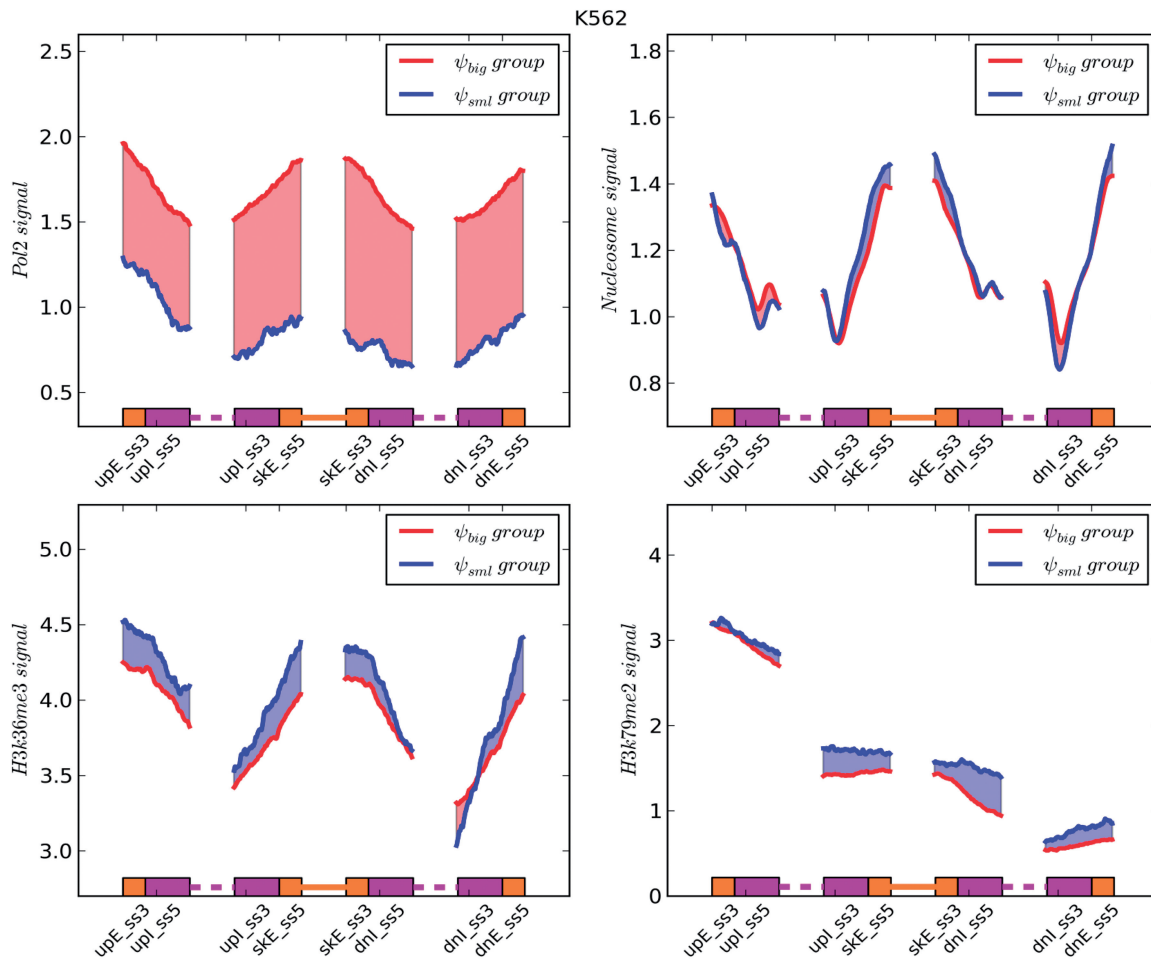 K562
Pol2 signal
2.5
2.0
1.5
1.0
0.5
ψbig group
ψsml group
upE_ss3
upI_ss5
upI_ss3
skE_ss5
skE_ss3
dnI_ss5
dnI_ss3
dnE_ss5
Nucleosome signal
1.8
1.6
1.4
1.2
1.0
0.8
ψbig group
ψsml group
upE_ss3
upI_ss5
upI_ss3
skE_ss5
skE_ss3
dnI_ss5
dnI_ss3
dnE_ss5
H3k36me3 signal
5.0
4.5
4.0
3.5
3.0
ψbig group
ψsml group
upE_ss3
upI_ss5
upI_ss3
skE_ss5
skE_ss3
dnI_ss5
dnI_ss3
dnE_ss5
H3k79me2 signal
4
3
2
1
0
ψbig group
ψsml group
upE_ss3
upI_ss5
upI_ss3
skE_ss5
skE_ss3
dnI_ss5
dnI_ss3
dnE_ss5